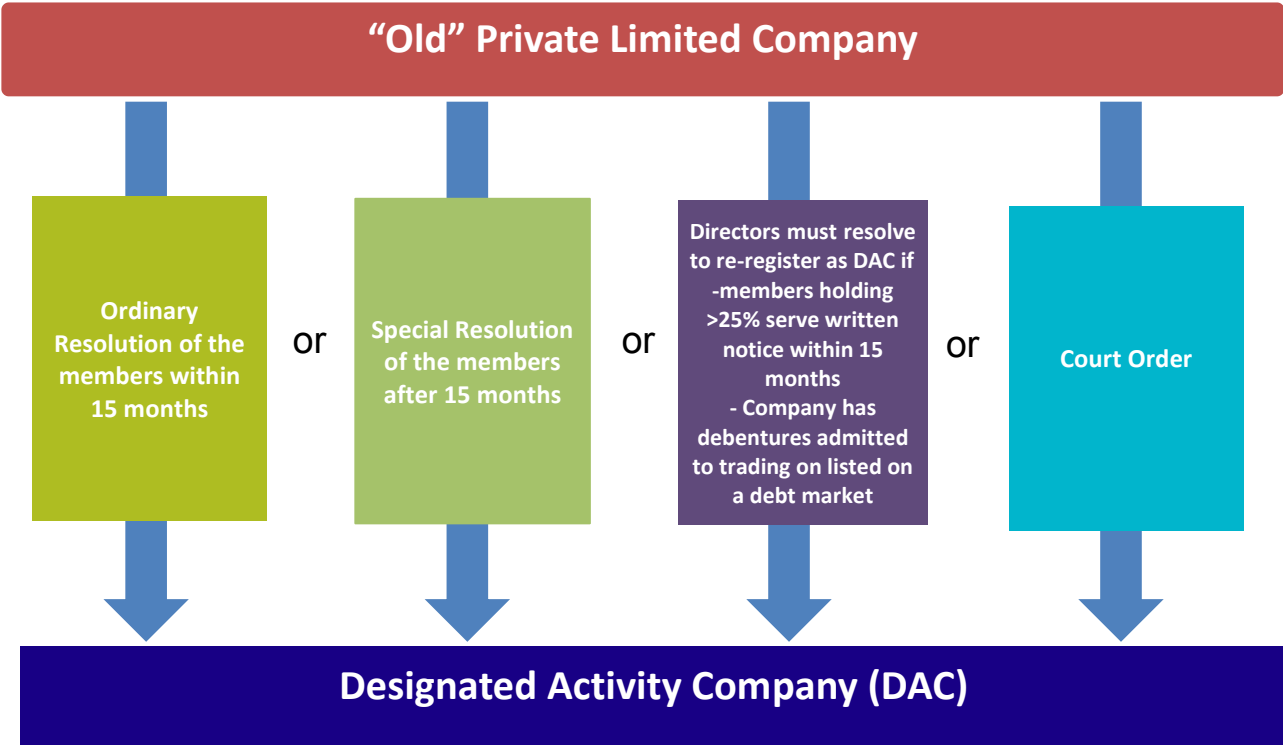 “Old” Private Limited Company
Ordinary
Resolution of the
members within
15 months
or
Special Resolution
of the members
after 15 months
or
Directors must resolve
to re-register as DAC if
-members holding
>25% serve written
notice within 15
months
- Company has
debentures admitted
to trading on listed on
a debt market
or
Court Order
Designated Activity Company (DAC)